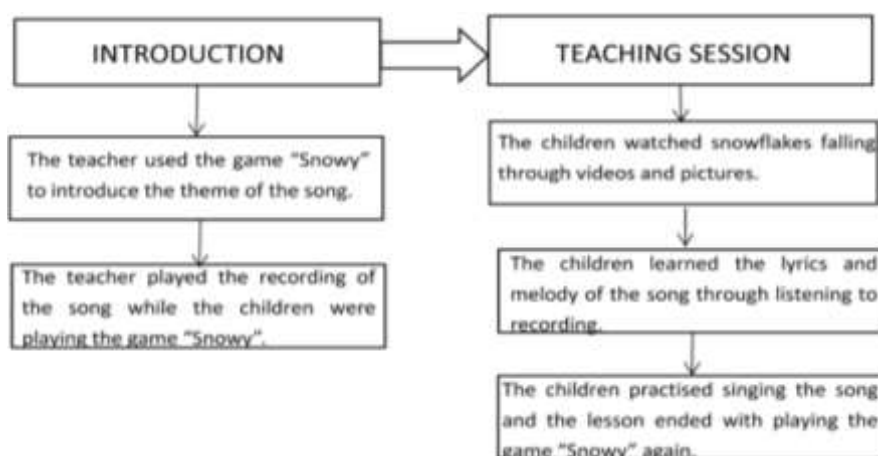 INTRODUCTION
The teacher used the game “Snowy”
to introduce the theme of the song.
The teacher played the recording of
the song while the children were
playing the game “Snowy”.
TEACHING SESSION
The children watched snowflakes falling
through videos and pictures.
The children learned the lyrics and
melody of the song through listening to
recording.
The children practised singing the song
and the lesson ended with playing the
game “Snowy” again.